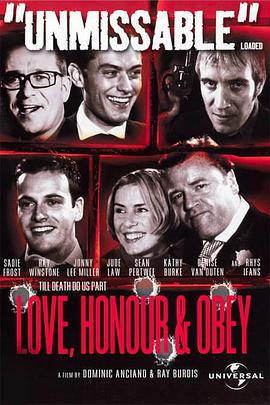 "UNMISSABLE"
LOADED
SADIE FROST RAY WINSTONE JONNY LEE MILLER JUDE LAW SEAN PERTWEE KATHY BURKE DENISE VAN OUTEN AND RHYS IFANS
TILL DEATH DO US PART
LOVE, HONOUR & OBEY
A FILM BY DOMINIC ANCIANO & RAY BURDIS
UNIVERSAL